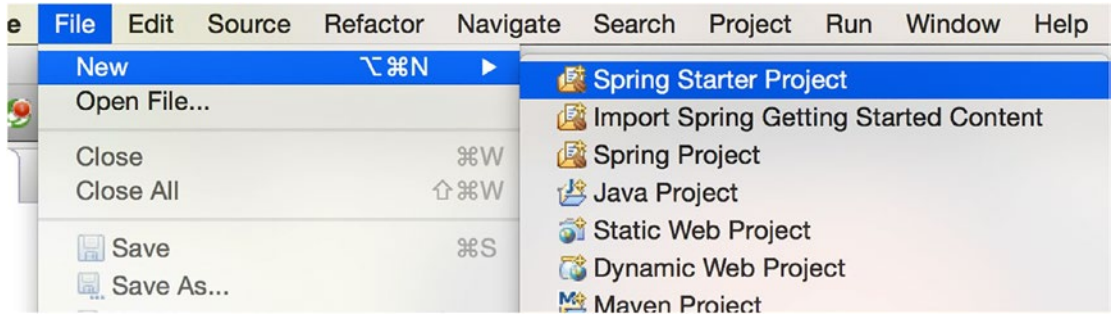 e File Edit Source Refactor Navigate Search Project Run Window Help
New ⌥⌘N ▶
Open File...
Close ⌘W
Close All ⇧⌘W
Save ⌘S
Save As...
Spring Starter Project
Import Spring Getting Started Content
Spring Project
Java Project
Static Web Project
Dynamic Web Project
Maven Project